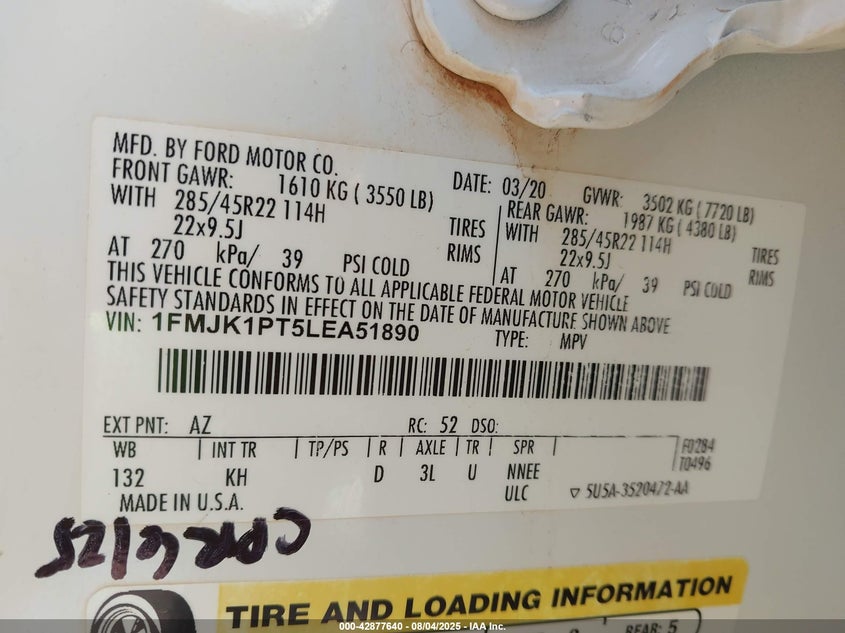 MFD. BY FORD MOTOR CO.
DATE: 03/20 GVWR: 3502 KG ( 7720 LB)
FRONT GAWR: 1610 KG ( 3550 LB) REAR GAWR: 1987 KG ( 4380 LB)
WITH 285/45R22 114H TIRES WITH 285/45R22 114H TIRES
22x9.5J RIMS 22x9.5J RIMS
AT 270 kPa/ 39 PSI COLD AT 270 kPa/ 39 PSI COLD
THIS VEHICLE CONFORMS TO ALL APPLICABLE FEDERAL MOTOR VEHICLE
SAFETY STANDARDS IN EFFECT ON THE DATE OF MANUFACTURE SHOWN ABOVE
VIN: 1FMJK1PT5LEA51890 TYPE: MPV
EXT PNT: AZ RC: 52 DSO:
WB INT TR TP/PS R AXLE TR SPR F0284
T0496
132 KH D 3L U NNEE
ULC 5U5A-3520472-AA
MADE IN U.S.A.
TIRE AND LOADING INFORMATION
REAR: 5
000-42877640 - 08/04/2025 - IAA Inc.